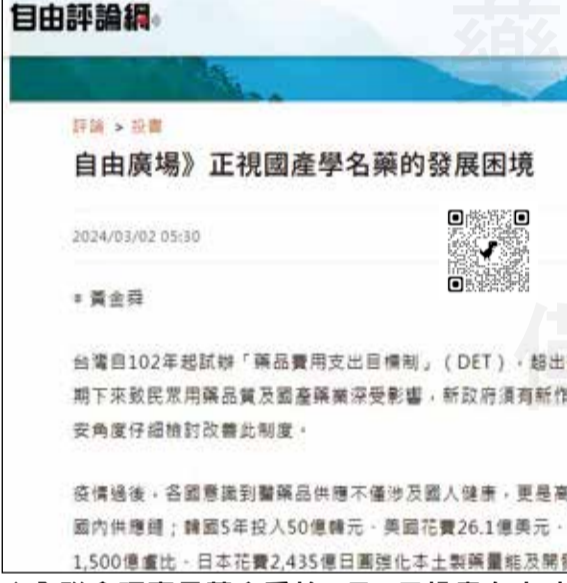 自由評論網
藥
評論 > 投書
自由廣場》正視國產學名藥的發展困境
2024/03/02 05:30
黃金舜
台灣自102年起試辦「藥品費用支出目標制」（DET），超出
期下來致民眾用藥品質及國產藥業深受影響，新政府須有新作
安角度仔細檢討改善此制度。
疫情過後，各國意識到醫藥品供應不僅涉及國人健康，更是高
國內供應鏈；韓國5年投入50億韓元、美國花費26.1億美元、
1,500億盧比、日本花費2,435億日圓強化本土製藥量能及開發